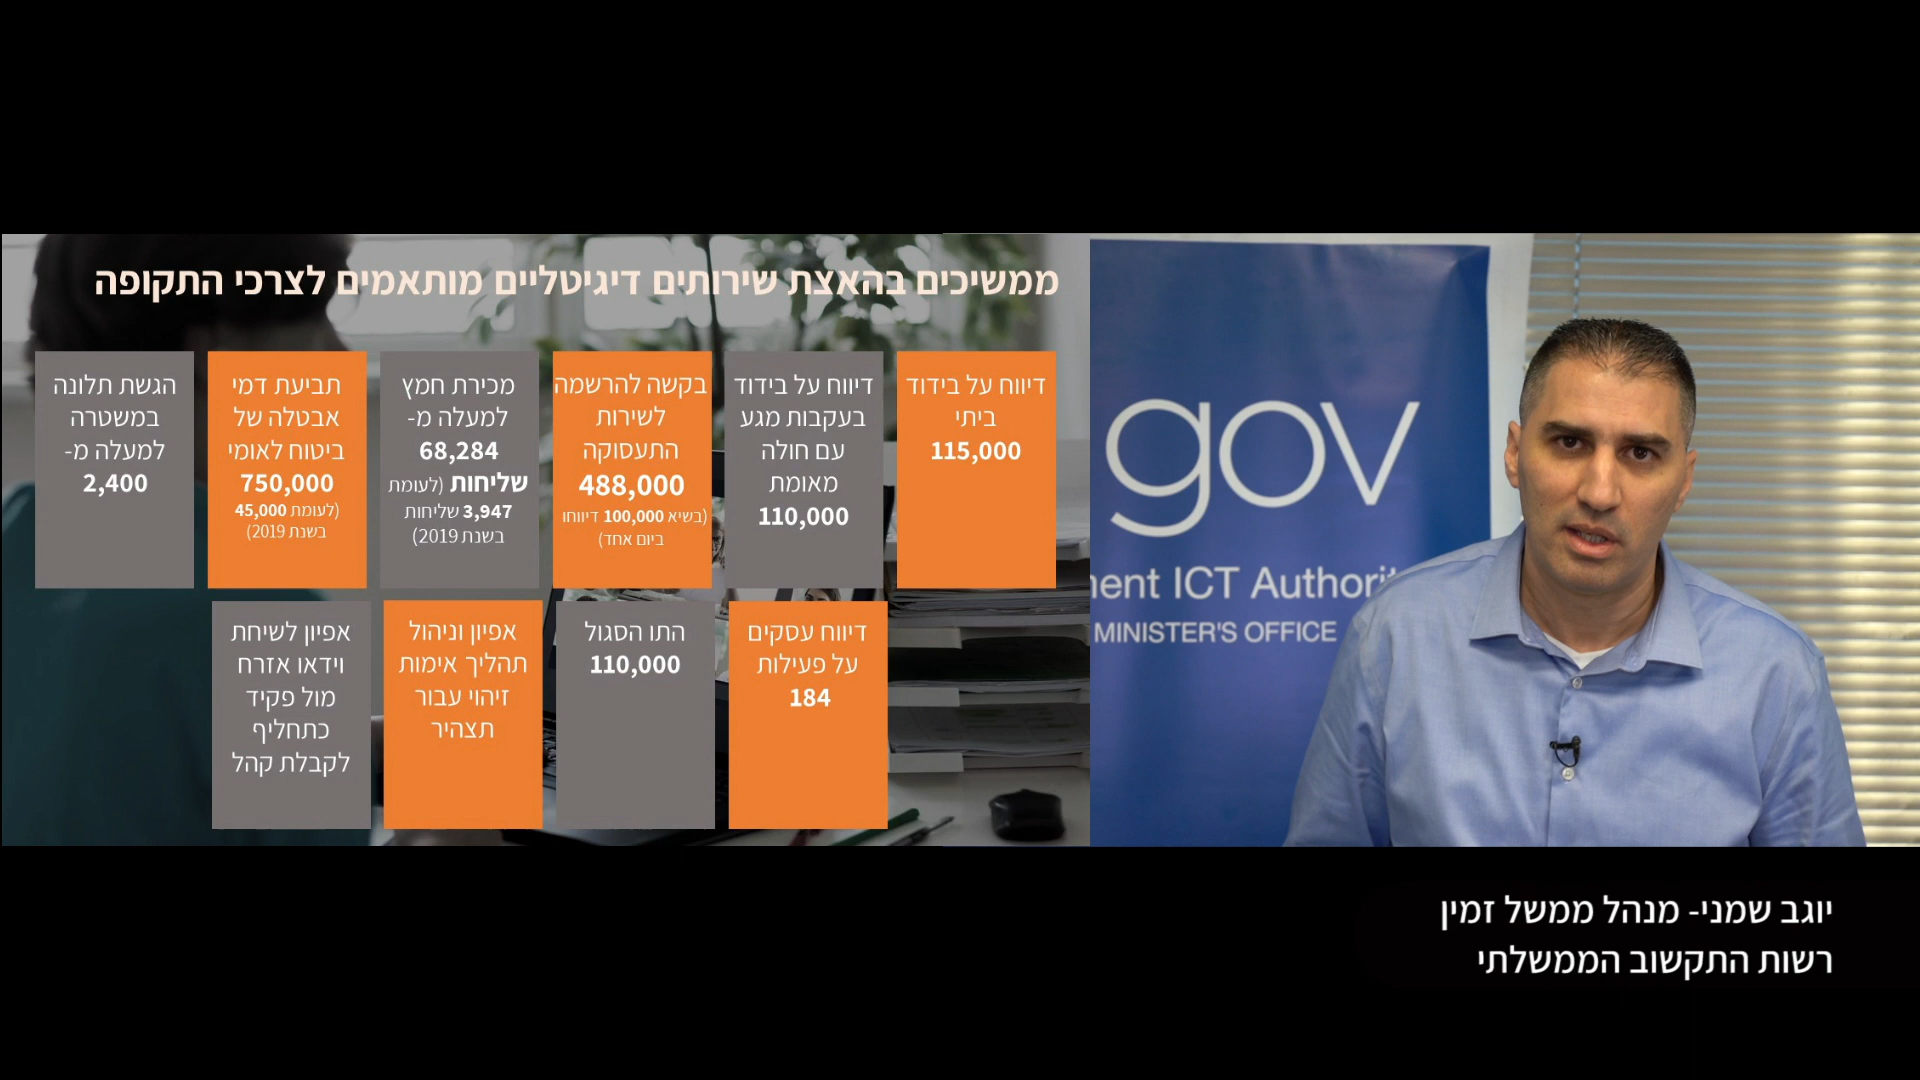 ממשיכים בהאצת שירותים דיגיטליים מותאמים לצרכי התקופה
דיווח על בידוד
ביתי
115,000
דיווח על בידוד
בעקבות מגע
עם חולה
מאומת
110,000
בקשה להרשמה
לשירות
התעסוקה
488,000
(בשיא 100,000 דיווחו
ביום אחד)
מכירת חמץ
למעלה מ-
68,284
שליחות (לעומת
3,947 שליחות
בשנת 2019)
תביעת דמי
אבטלה של
ביטוח לאומי
750,000
(לעומת 45,000
בשנת 2019)
הגשת תלונה
במשטרה
למעלה מ-
2,400
דיווח עסקים
על פעילות
184
התו הסגול
110,000
אפיון וניהול
תהליך אימות
זיהוי עבור
תצהיר
אפיון לשיחת
וידאו אזרח
מול פקיד
כתחליף
לקבלת קהל
gov
ment ICT Authorit
MINISTER'S OFFICE
יוגב שמני- מנהל ממשל זמין
רשות התקשוב הממשלתי